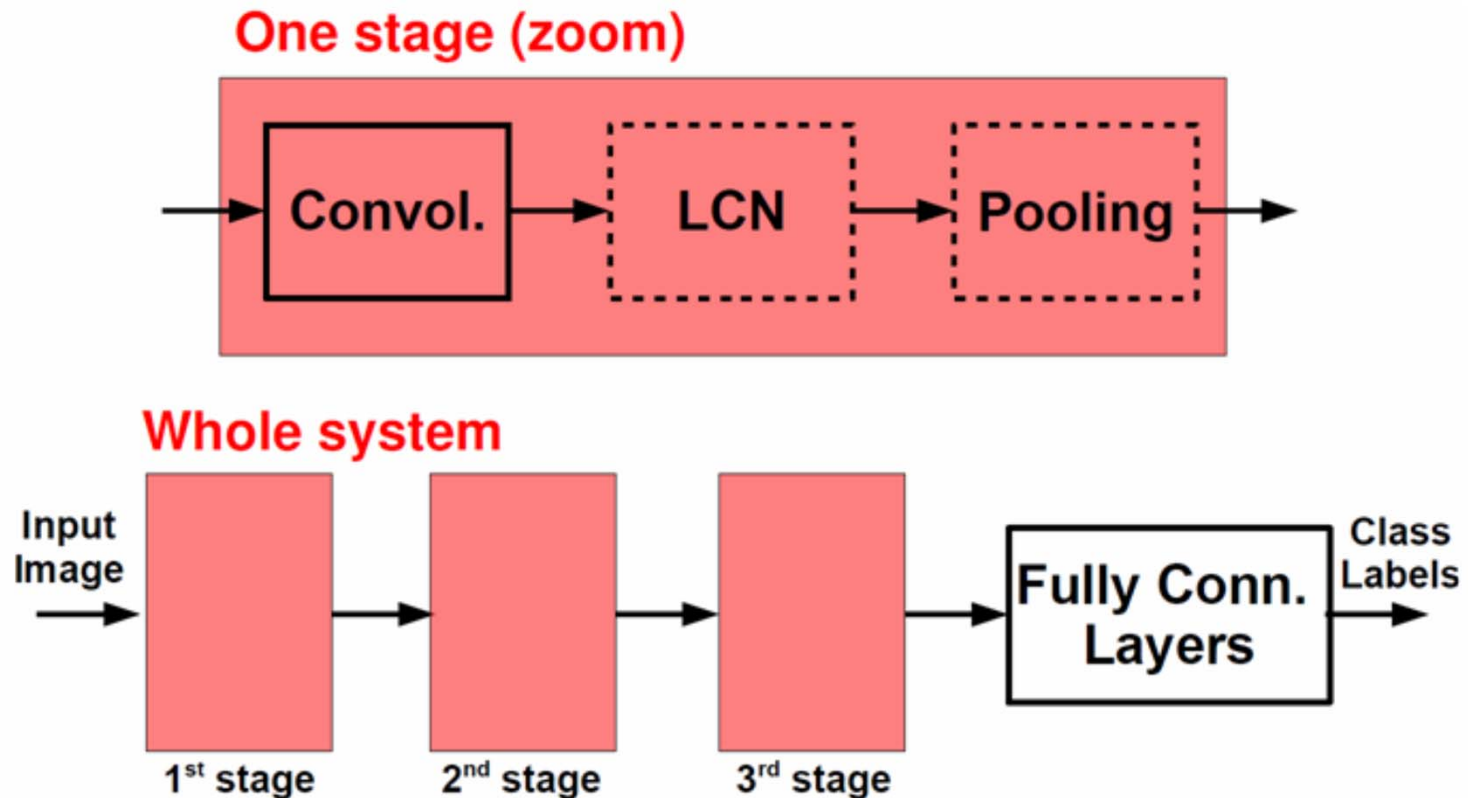 One stage (zoom)
Convol.
LCN
Pooling
Whole system
Input
Image
1st stage
2nd stage
3rd stage
Fully Conn.
Layers
Class
Labels